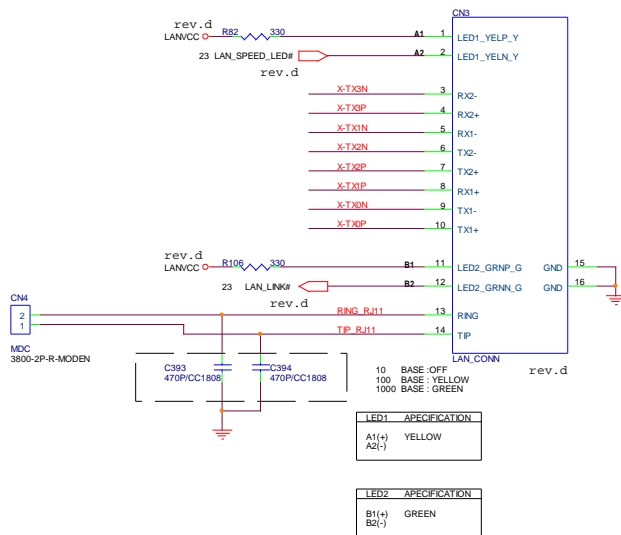 CN3
rev.d
R82 330
LANVCC
A1 1 LED1_YELP_Y
23 LAN_SPEED_LED# A2 2 LED1_YELN_Y
rev.d
X-TX3N 3 RX2-
X-TX3P 4 RX2+
X-TX1N 5 RX1-
X-TX2N 6 TX2-
X-TX2P 7 TX2+
X-TX1P 8 RX1+
X-TX0N 9 TX1-
X-TX0P 10 TX1+
rev.d
R106 330
LANVCC B1 11 LED2_GRNP_G GND 15
23 LAN_LINK# B2 12 LED2_GRNN_G GND 16
rev.d
CN4
2 RING_RJ11 13 RING
1 TIP_RJ11 14 TIP
MDC
3800-2P-R-MODEN
LAN_CONN
rev.d
C393
470P/CC1808
C394
470P/CC1808
10 BASE :OFF
100 BASE : YELLOW
1000 BASE : GREEN
LED1 APECIFICATION
A1(+) YELLOW
A2(-)
LED2 APECIFICATION
B1(+) GREEN
B2(-)